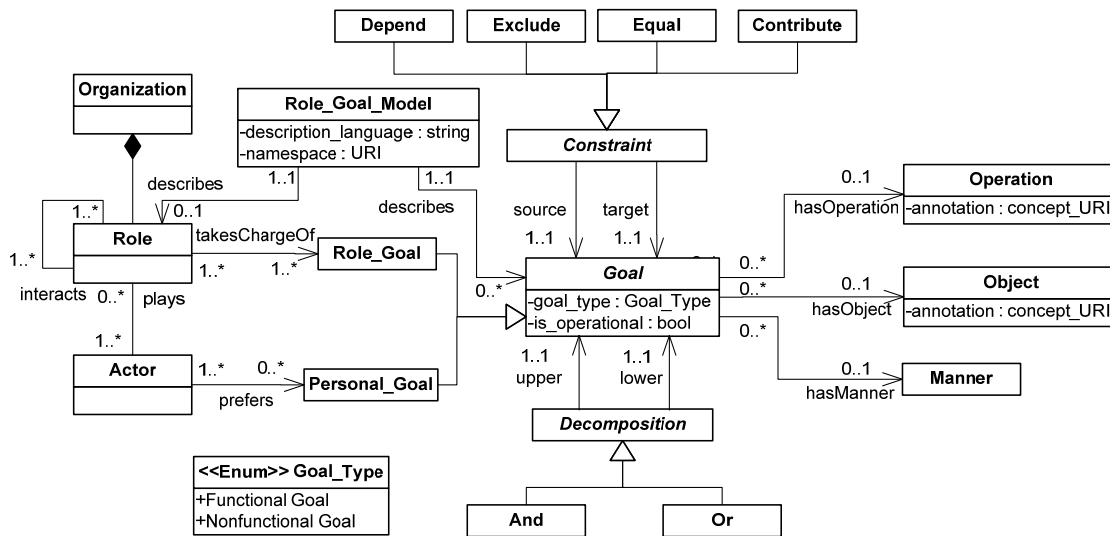 Depend
Exclude
Equal
Contribute
Organization
Role_Goal_Model
-description_language : string
-namespace : URI
Constraint
describes
1..1
1..1
describes
source
target
1..1
1..1
0..1
Operation
hasOperation
-annotation : concept_URI
1..*
0..1
Role
takesChargeOf
Role_Goal
1..*
1..*
1..*
interacts
0..*
plays
0..*
Goal
-goal_type : Goal_Type
-is_operational : bool
0..*
0..*
0..*
0..1
Object
hasObject
-annotation : concept_URI
1..*
Actor
1..*
0..*
prefers
Personal_Goal
1..1
1..1
upper
lower
0..1
hasManner
Manner
Decomposition
<<Enum>> Goal_Type
+Functional Goal
+Nonfunctional Goal
And
Or